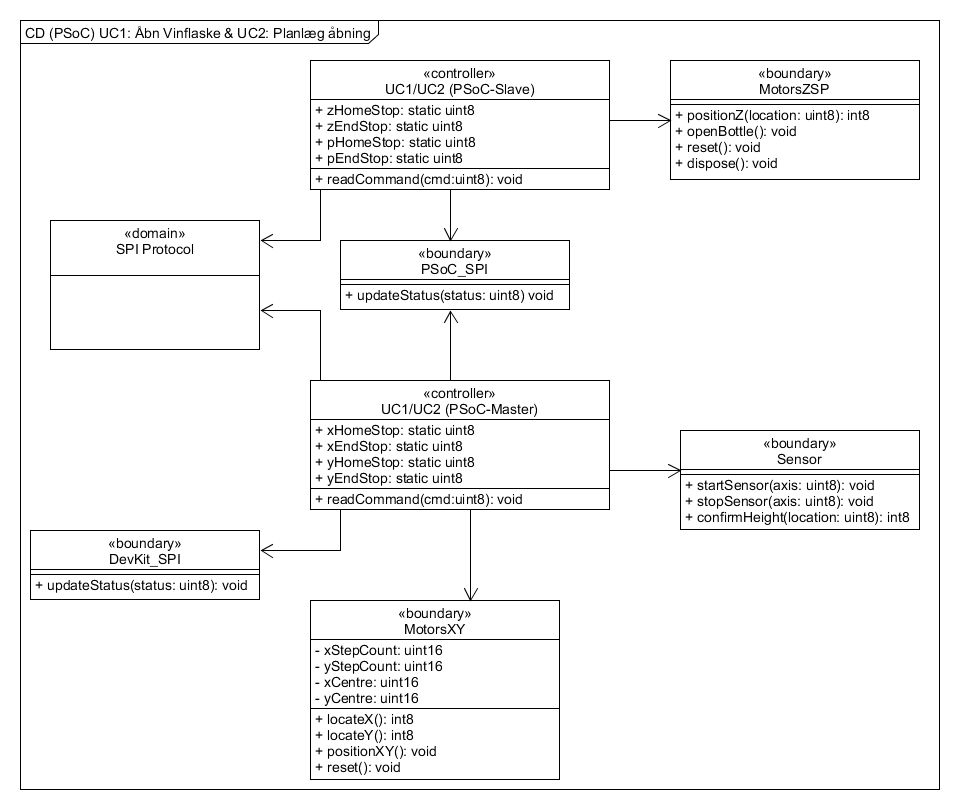 CD (PSoC) UC1: Åbn Vinflaske & UC2: Planlæg åbning
«controller»
UC1/UC2 (PSoC-Slave)
+ zHomeStop: static uint8
+ zEndStop: static uint8
+ pHomeStop: static uint8
+ pEndStop: static uint8
+ readCommand(cmd:uint8): void
«boundary»
MotorsZSP
+ positionZ(location: uint8): int8
+ openBottle(): void
+ reset(): void
+ dispose(): void
«domain»
SPI Protocol
«boundary»
PSoC_SPI
+ updateStatus(status: uint8) void
«controller»
UC1/UC2 (PSoC-Master)
+ xHomeStop: static uint8
+ xEndStop: static uint8
+ yHomeStop: static uint8
+ yEndStop: static uint8
+ readCommand(cmd:uint8): void
«boundary»
Sensor
+ startSensor(axis: uint8): void
+ stopSensor(axis: uint8): void
+ confirmHeight(location: uint8): int8
«boundary»
DevKit_SPI
+ updateStatus(status: uint8): void
«boundary»
MotorsXY
- xStepCount: uint16
- yStepCount: uint16
- xCentre: uint16
- yCentre: uint16
+ locateX(): int8
+ locateY(): int8
+ positionXY(): void
+ reset(): void